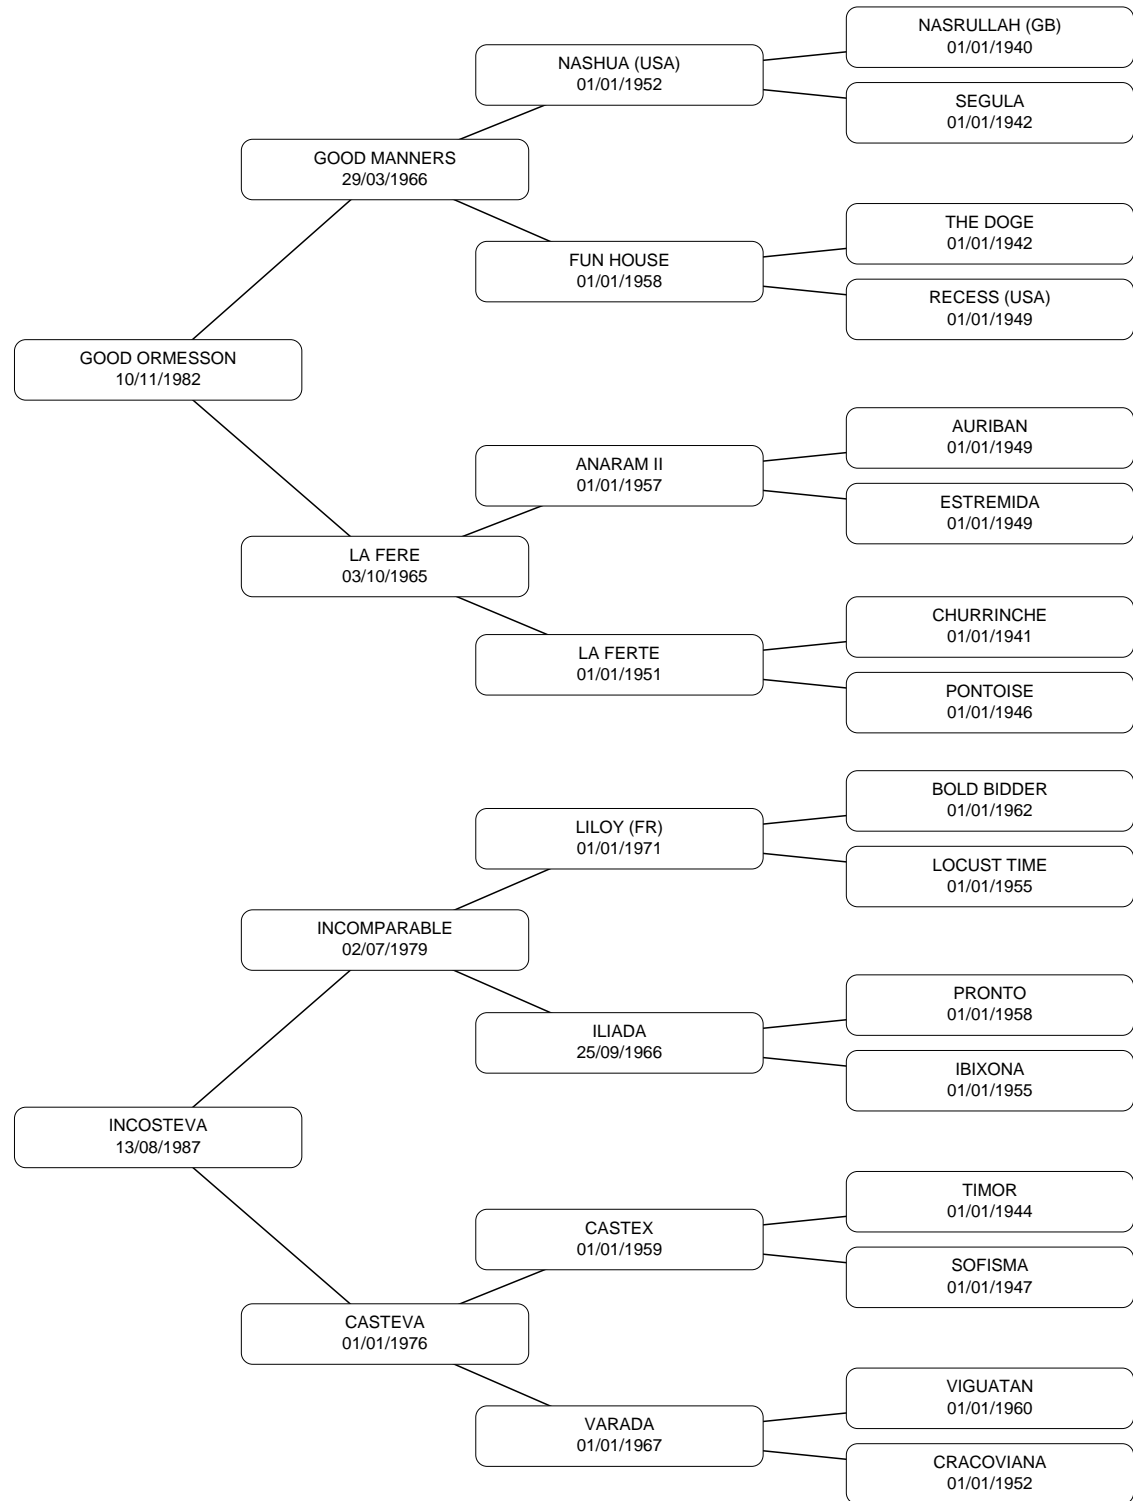 NASRULLAH (GB)
01/01/1940
NASHUA (USA)
01/01/1952
SEGULA
01/01/1942
GOOD MANNERS
29/03/1966
THE DOGE
01/01/1942
FUN HOUSE
01/01/1958
RECESS (USA)
01/01/1949
GOOD ORMESSON
10/11/1982
AURIBAN
01/01/1949
ANARAM II
01/01/1957
ESTREMIDA
01/01/1949
LA FERE
03/10/1965
CHURRINCHE
01/01/1941
LA FERTE
01/01/1951
PONTOISE
01/01/1946
BOLD BIDDER
01/01/1962
LILOY (FR)
01/01/1971
LOCUST TIME
01/01/1955
INCOMPARABLE
02/07/1979
PRONTO
01/01/1958
ILIADA
25/09/1966
IBIXONA
01/01/1955
INCOSTEVA
13/08/1987
TIMOR
01/01/1944
CASTEX
01/01/1959
SOFISMA
01/01/1947
CASTEVA
01/01/1976
VIGUATAN
01/01/1960
VARADA
01/01/1967
CRACOVIANA
01/01/1952